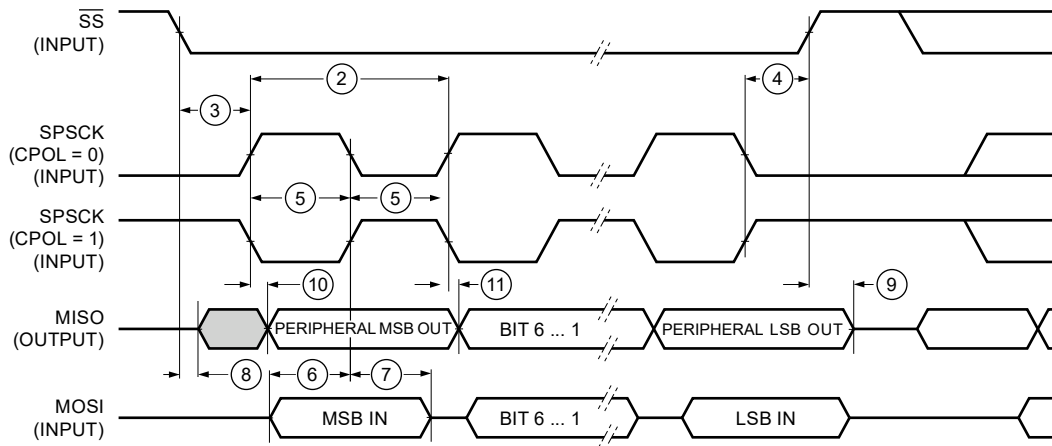 SS
(INPUT)
2
4
3
SPSCK
(CPOL = 0)
(INPUT)
5
5
SPSCK
(CPOL = 1)
(INPUT)
10
11
9
MISO
(OUTPUT)
PERIPHERAL MSB OUT
BIT 6 ... 1
PERIPHERAL LSB OUT
8
6
7
MOSI
(INPUT)
MSB IN
BIT 6 ... 1
LSB IN